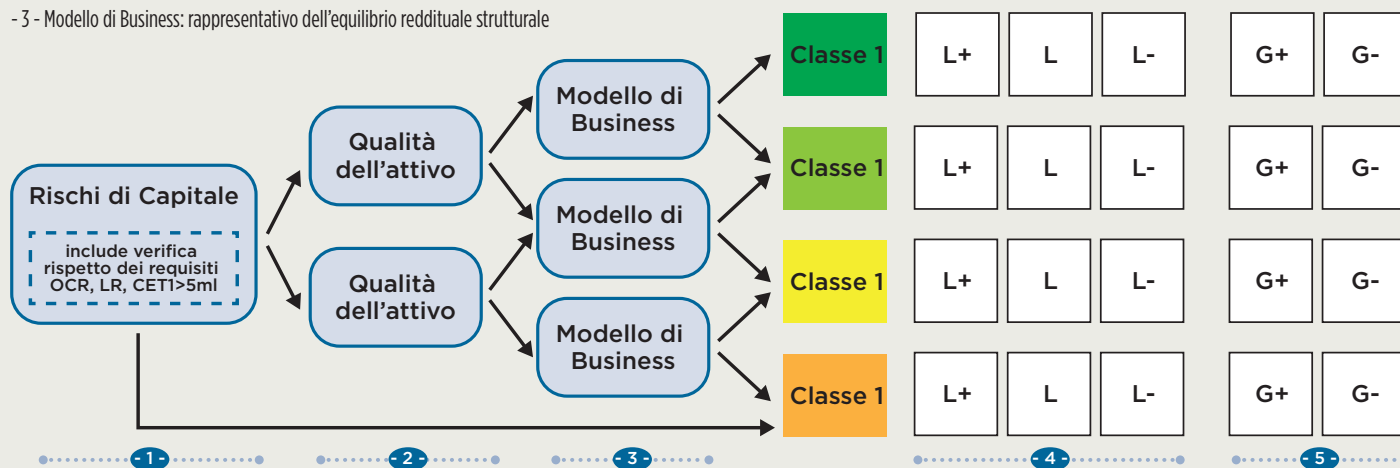 - 3 - Modello di Business: rappresentativo dell'equilibrio reddituale strutturale
Rischi di Capitale
include verifica
rispetto dei requisiti
OCR, LR, CET1>5ml
Qualità
dell'attivo
Qualità
dell'attivo
Modello di
Business
Modello di
Business
Modello di
Business
Classe 1
L+
L
L-
G+
G-
Classe 1
L+
L
L-
G+
G-
Classe 1
L+
L
L-
G+
G-
Classe 1
L+
L
L-
G+
G-
- 1 -
- 2 -
- 3 -
- 4 -
- 5 -